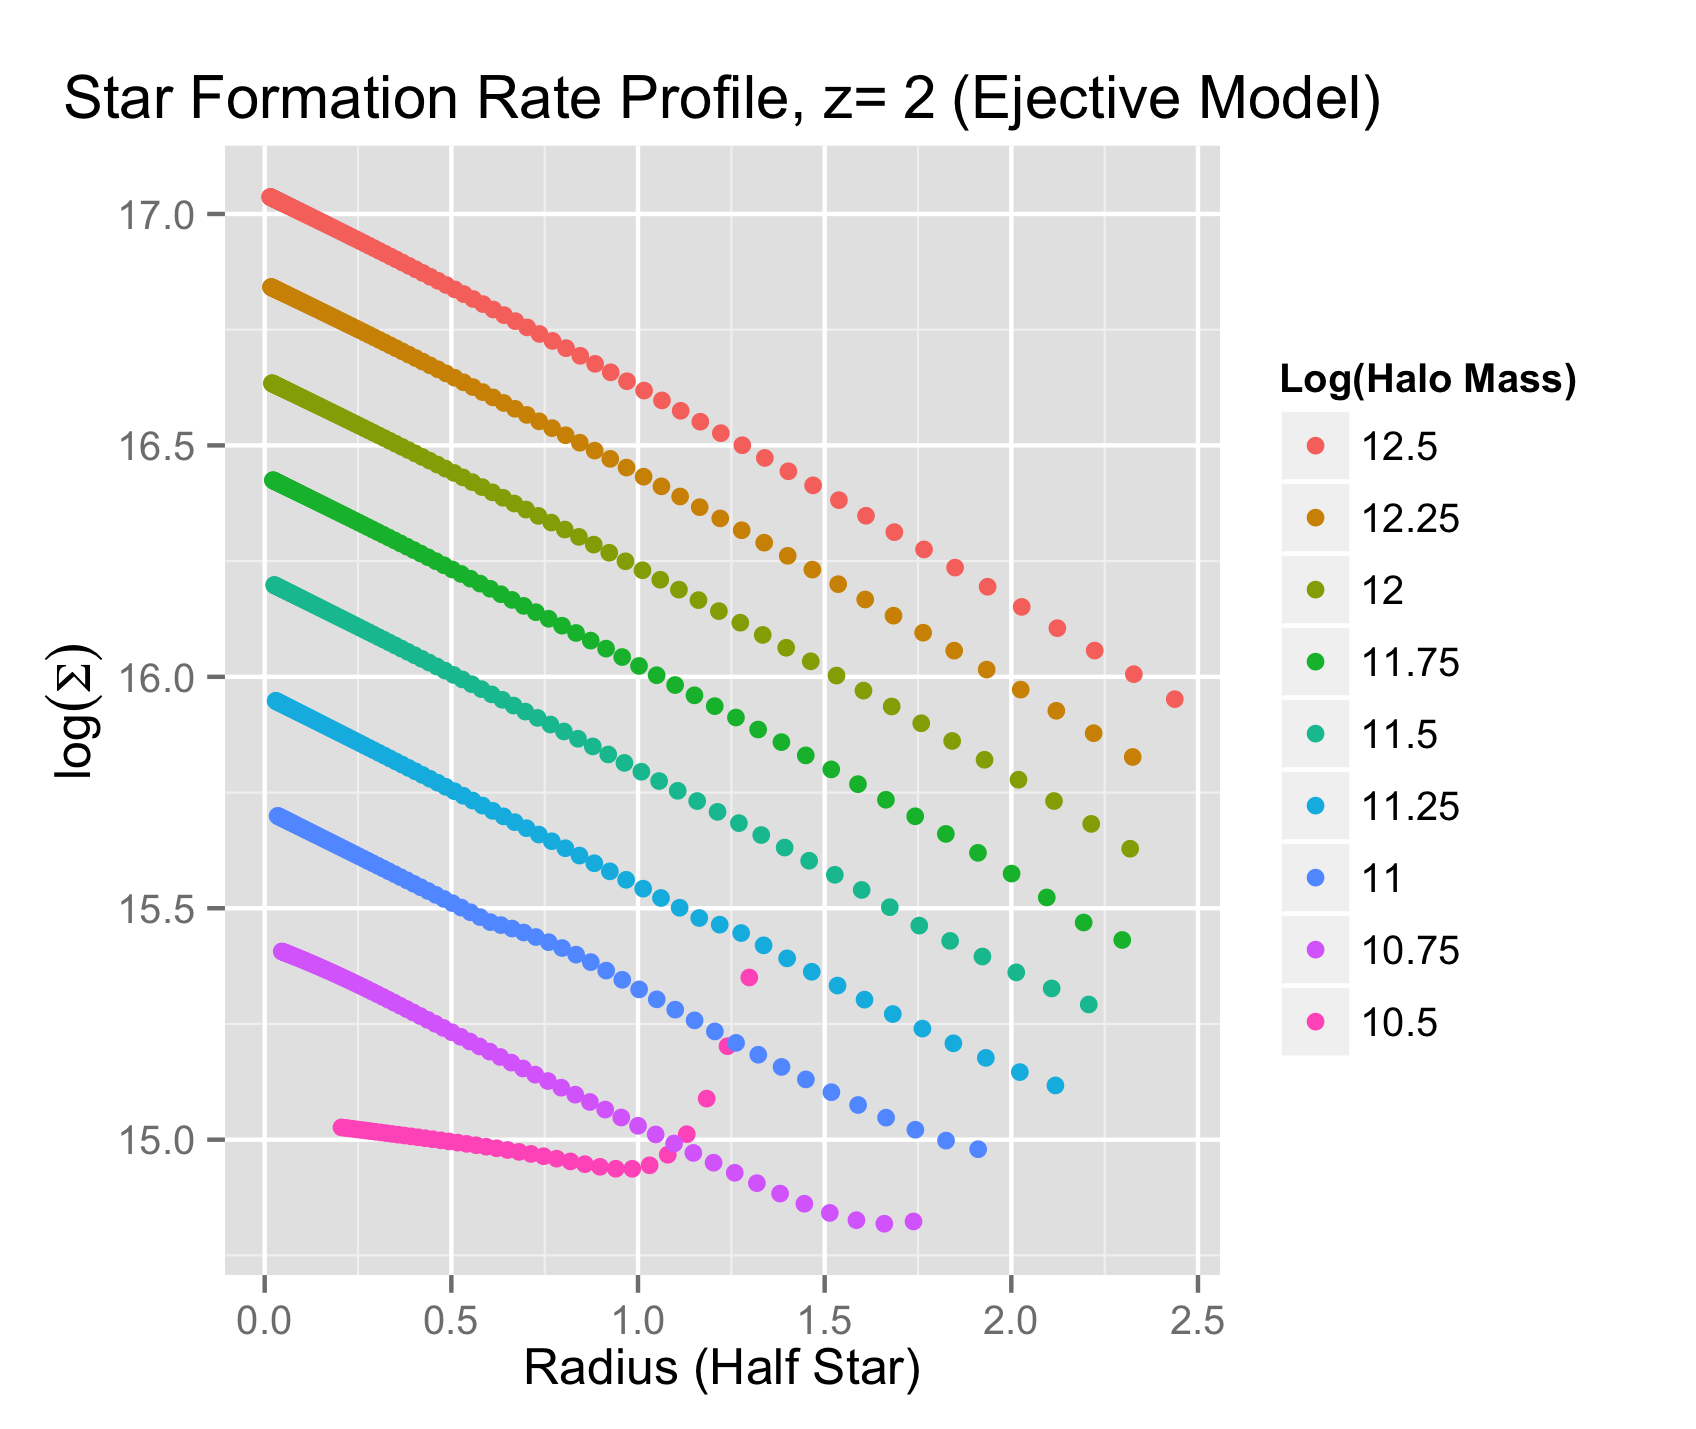 Star Formation Rate Profile, z= 2 (Ejective Model)
17.0
16.5
16.0
15.5
15.0
log(Σ)
0.0 0.5 1.0 1.5 2.0 2.5
Radius (Half Star)
Log(Halo Mass)
12.5
12.25
12
11.75
11.5
11.25
11
10.75
10.5